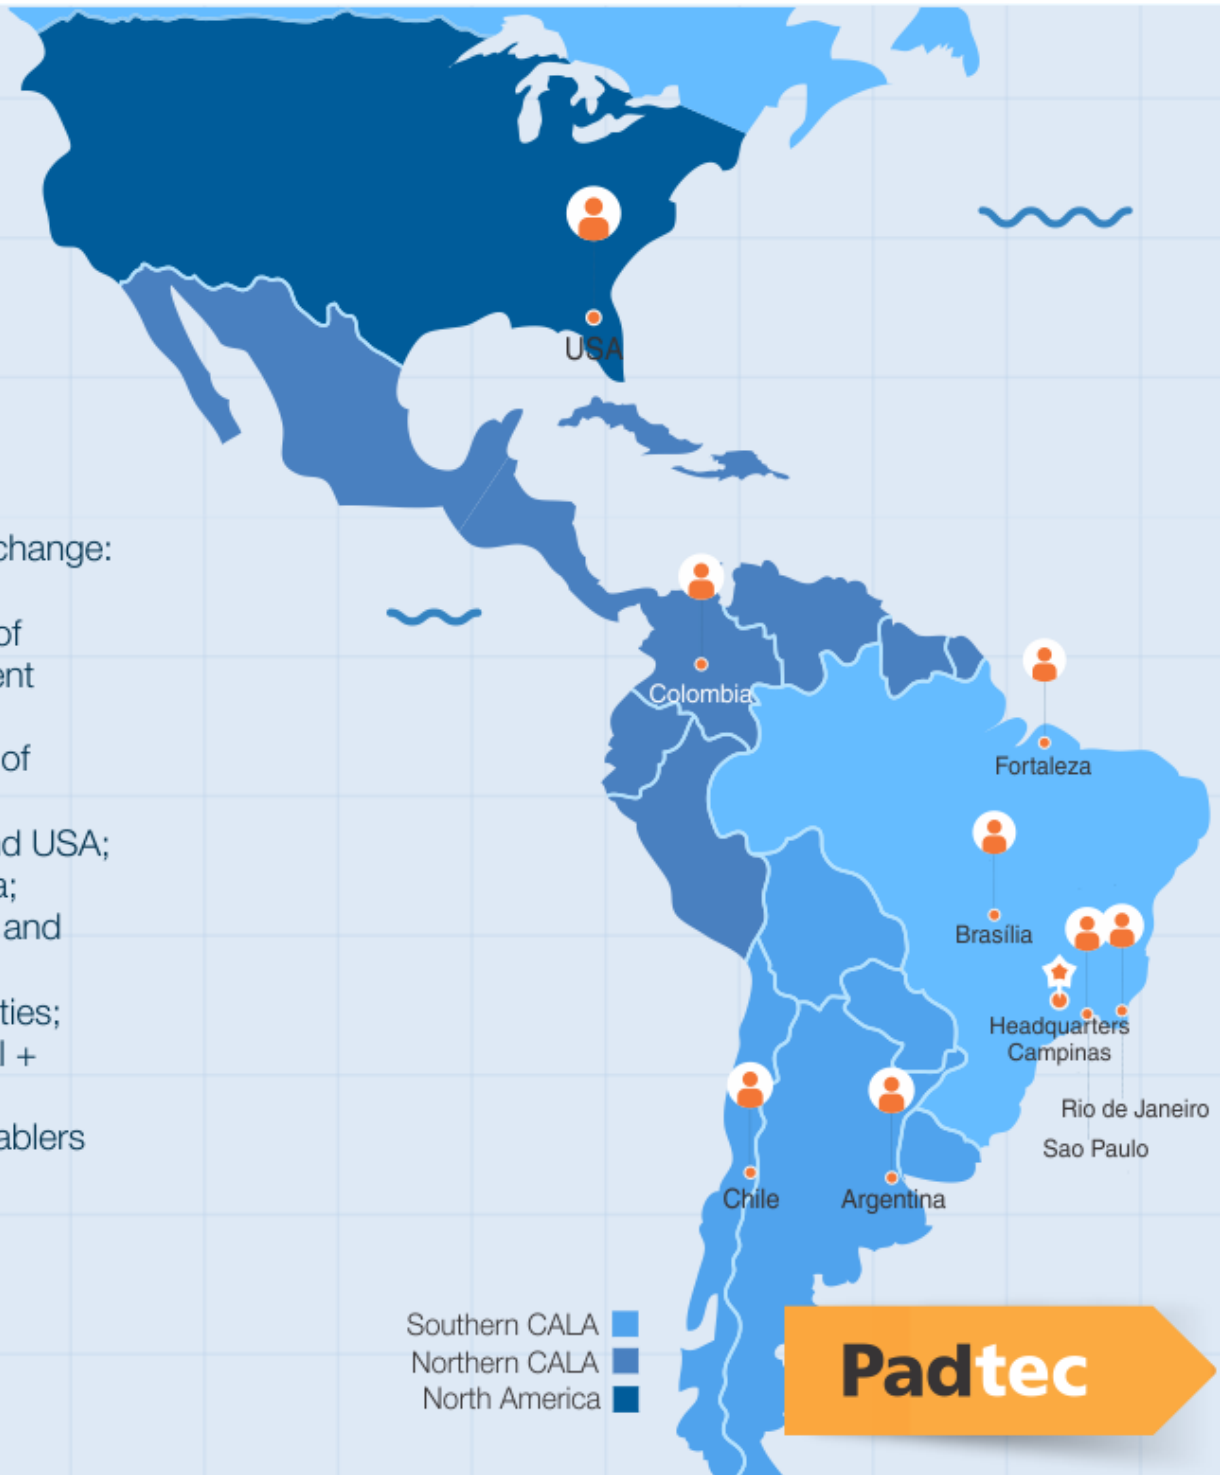 change:
of
ent
of
nd USA;
a;
and
ties;
l +
ablers
USA
Colombia
Fortaleza
Brasília
Headquarters
Campinas
Rio de Janeiro
Sao Paulo
Chile
Argentina
Southern CALA
Northern CALA
North America
Padtec